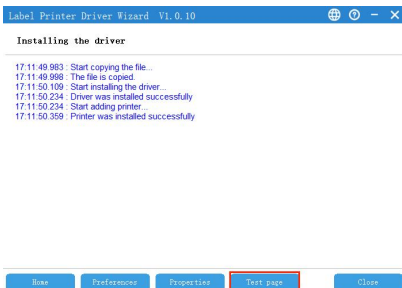 Label Printer Driver Wizard V1.0.10
Installing the driver
17:11:49.983 : Start copying the file...
17:11:49.998 : The file is copied.
17:11:50.109 : Start installing the driver...
17:11:50.234 : Driver was installed successfully
17:11:50.234 : Start adding printer...
17:11:50.359 : Printer was installed successfully
Home Preferences Properties Test page Close